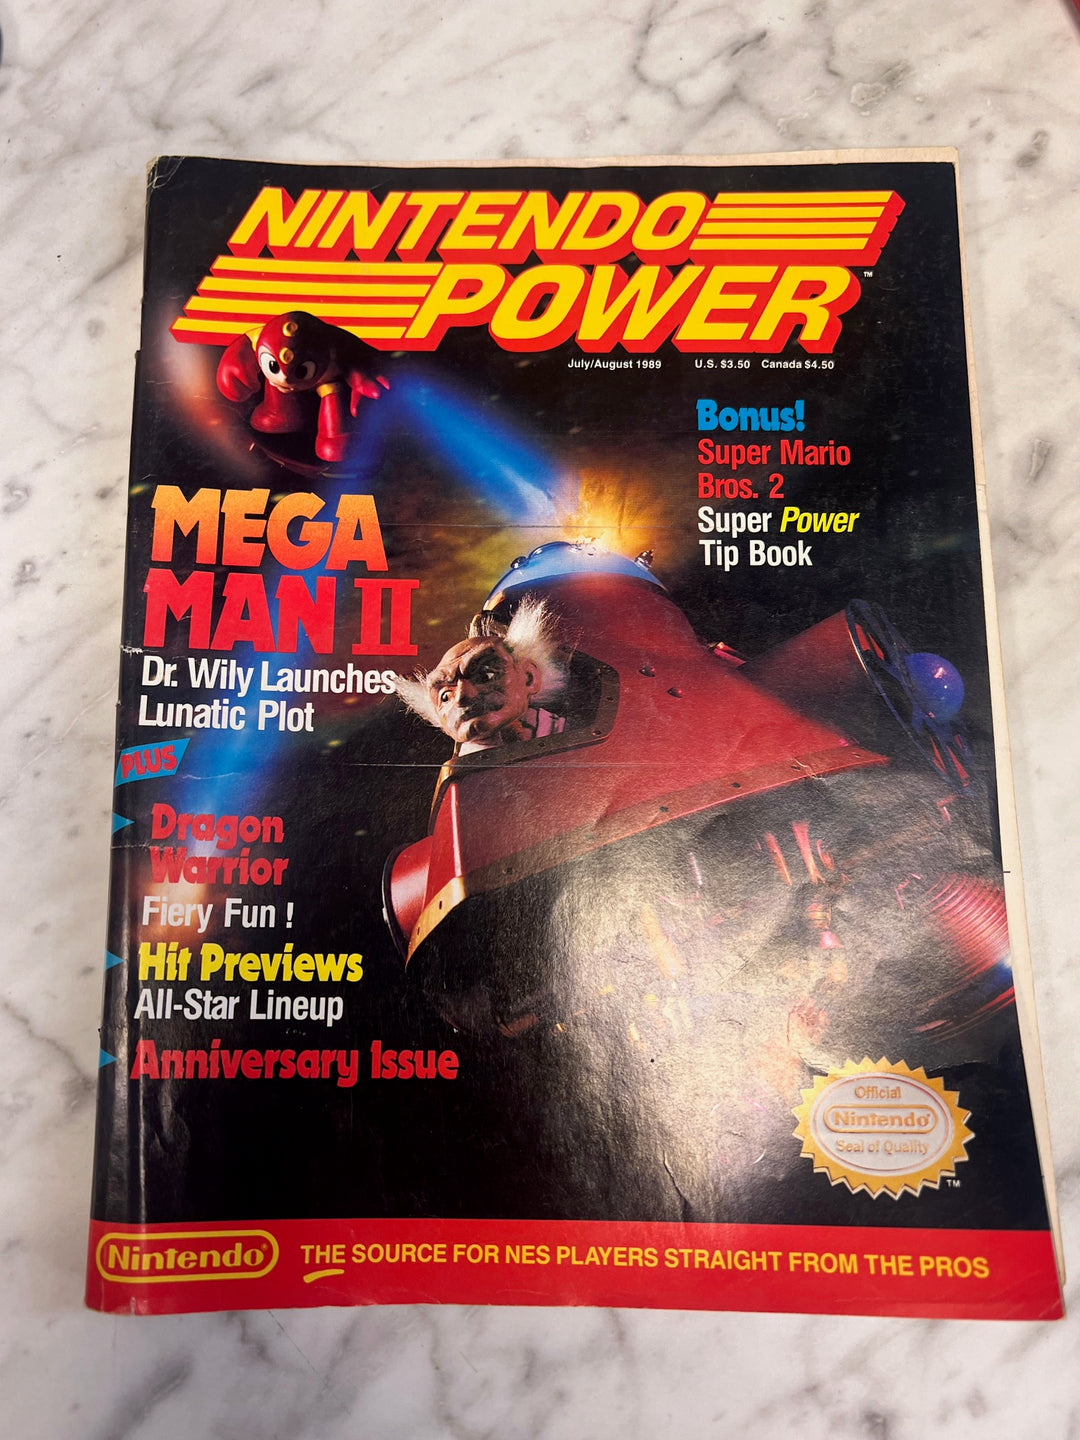 NINTENDO
POWER™
July/August 1989 U.S. $3.50 Canada $4.50
Bonus!
Super Mario
Bros. 2
Super Power
Tip Book
MEGA
MAN II
Dr. Wily Launches
Lunatic Plot
PLUS
Dragon
Warrior
Fiery Fun !
Hit Previews
All-Star Lineup
Anniversary Issue
Official
Nintendo
Seal of Quality
TM
Nintendo®
THE SOURCE FOR NES PLAYERS STRAIGHT FROM THE PROS